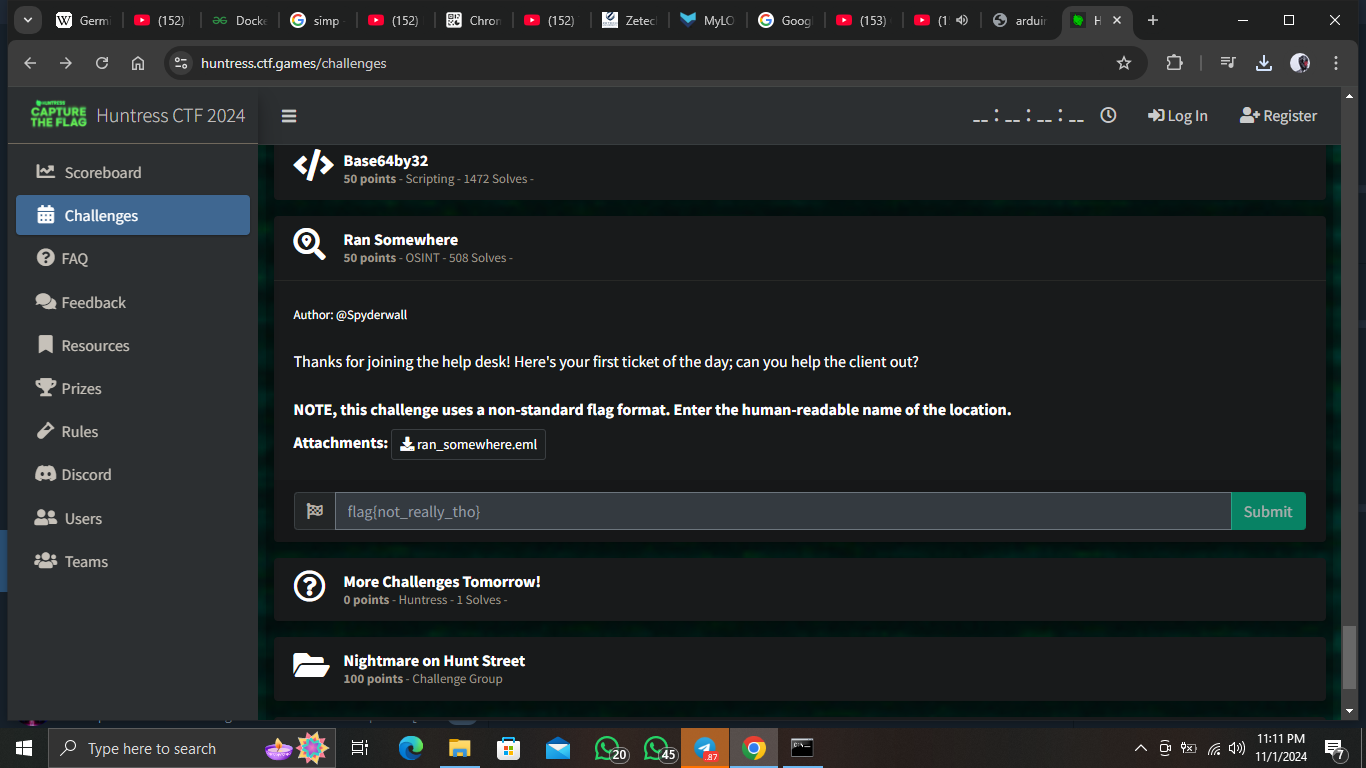 Germi
(152)
Docke
simp
(152)
Chron
(152)
Zetec
MyLO
Goog
(153)
(1
arduir
H
huntress.ctf.games/challenges
HUNTRESS
CAPTURE
THE FLAG
Huntress CTF 2024
__ : __ : __ : __
Log In
Register
Scoreboard
Challenges
FAQ
Feedback
Resources
Prizes
Rules
Discord
Users
Teams
Base64by32
50 points - Scripting - 1472 Solves -
Ran Somewhere
50 points - OSINT - 508 Solves -
Author: @Spyderwall
Thanks for joining the help desk! Here's your first ticket of the day; can you help the client out?
NOTE, this challenge uses a non-standard flag format. Enter the human-readable name of the location.
Attachments: ran_somewhere.eml
flag{not_really_tho}
Submit
More Challenges Tomorrow!
0 points - Huntress - 1 Solves -
Nightmare on Hunt Street
100 points - Challenge Group
Type here to search
20
45
.87
11:11 PM
11/1/2024
7